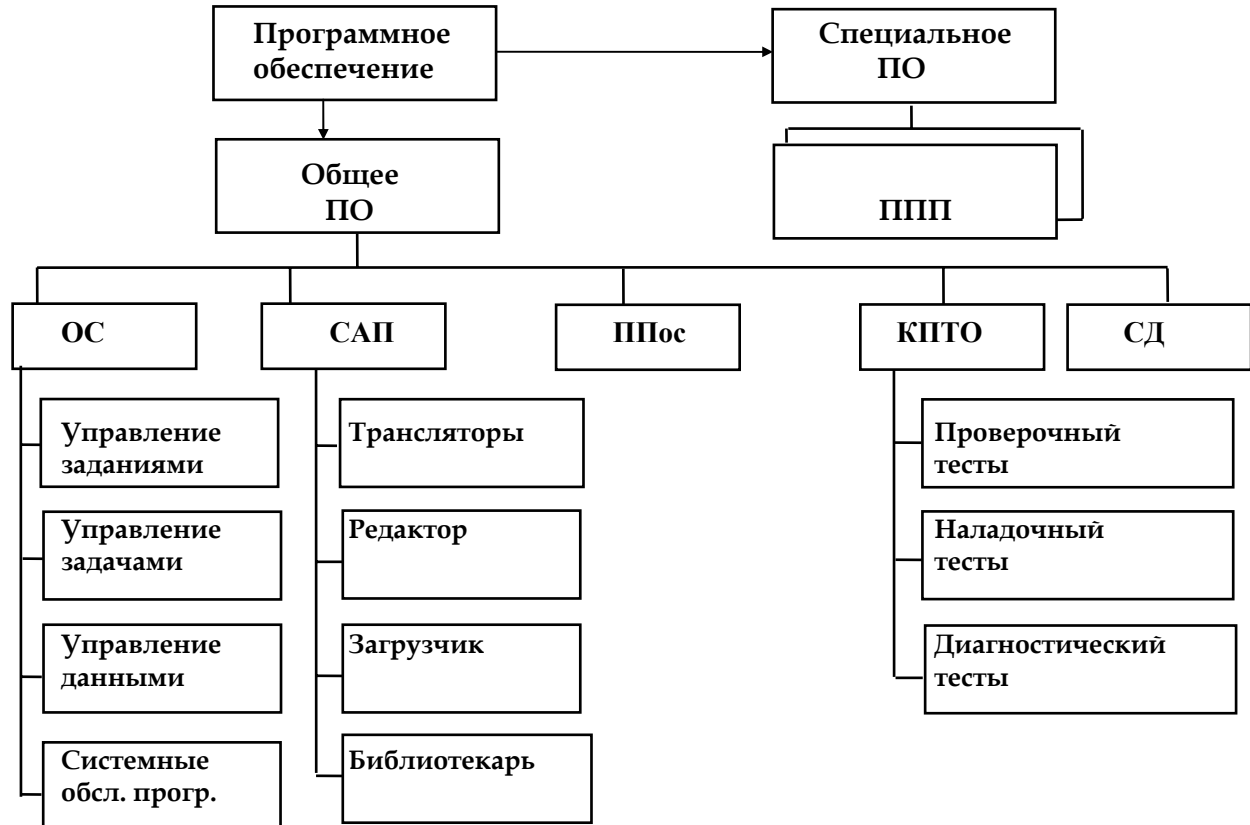 Программное
обеспечение
Специальное
ПО
Общее
ПО
ППП
ОС
САП
ППос
КПТО
СД
Управление
заданиями
Управление
задачами
Управление
данными
Системные
обсл. прогр.
Трансляторы
Редактор
Загрузчик
Библиотекарь
Проверочный
тесты
Наладочный
тесты
Диагностический
тесты